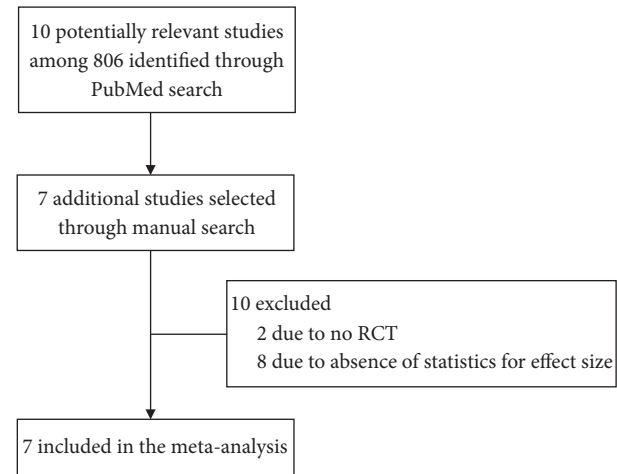 10 potentially relevant studies
among 806 identified through
PubMed search
7 additional studies selected
through manual search
10 excluded
2 due to no RCT
8 due to absence of statistics for effect size
7 included in the meta-analysis